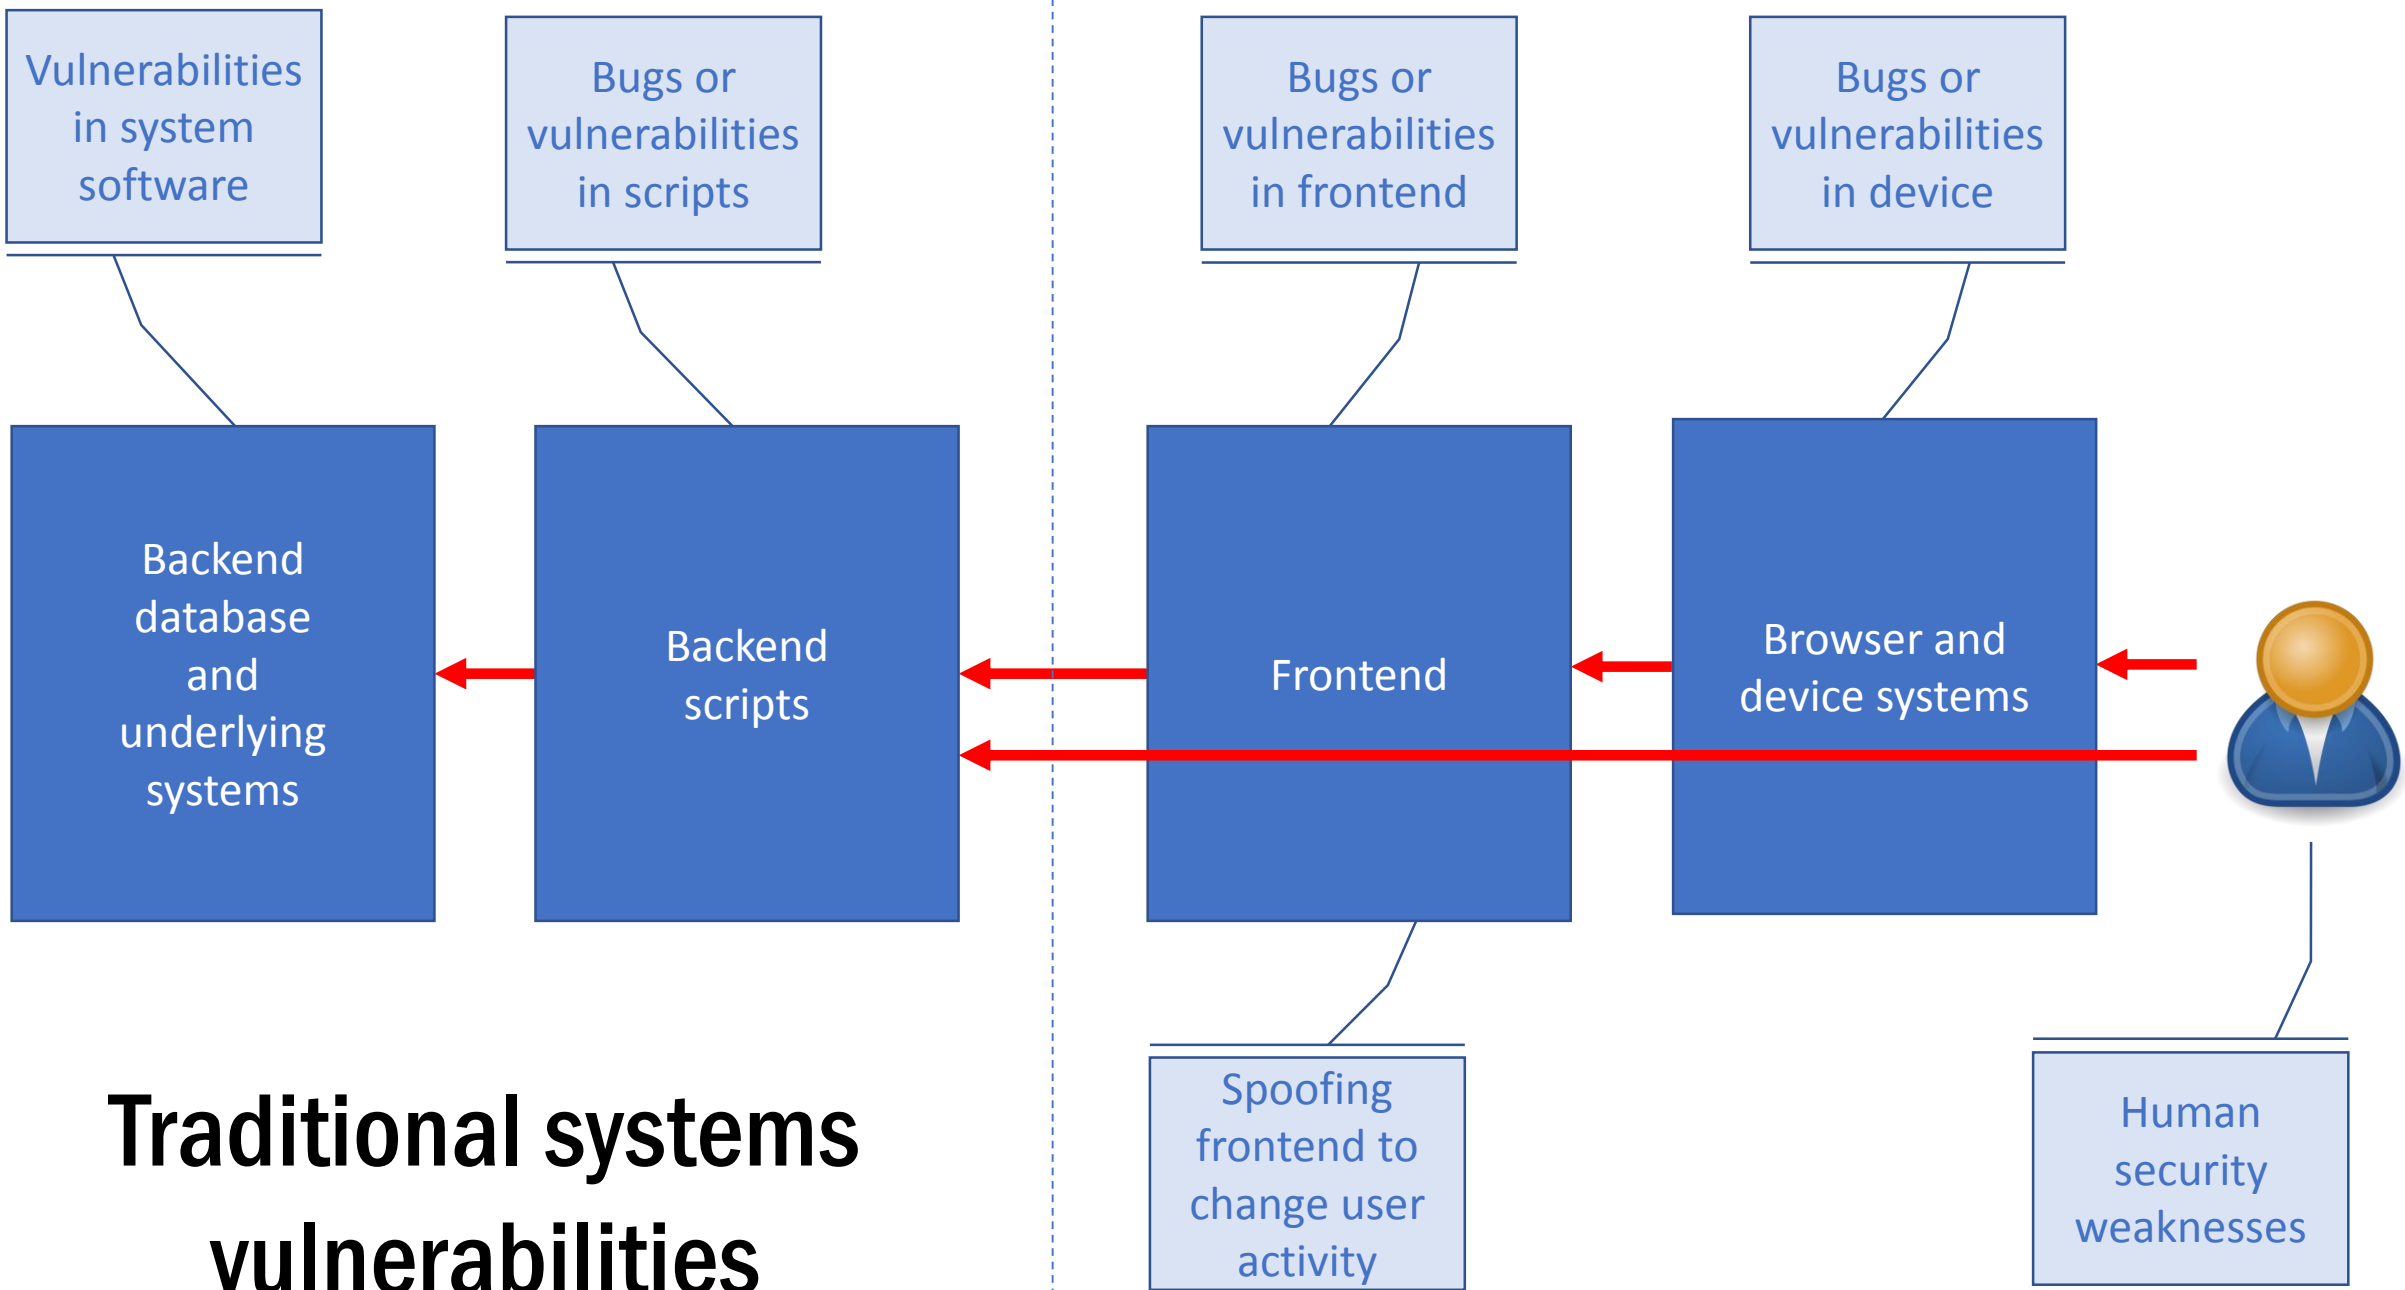 Vulnerabilities
in system
software
Bugs or
vulnerabilities
in scripts
Bugs or
vulnerabilities
in frontend
Bugs or
vulnerabilities
in device
Backend
database
and
underlying
systems
Backend
scripts
Frontend
Browser and
device systems
Traditional systems
vulnerabilities
Spoofing
frontend to
change user
activity
Human
security
weaknesses